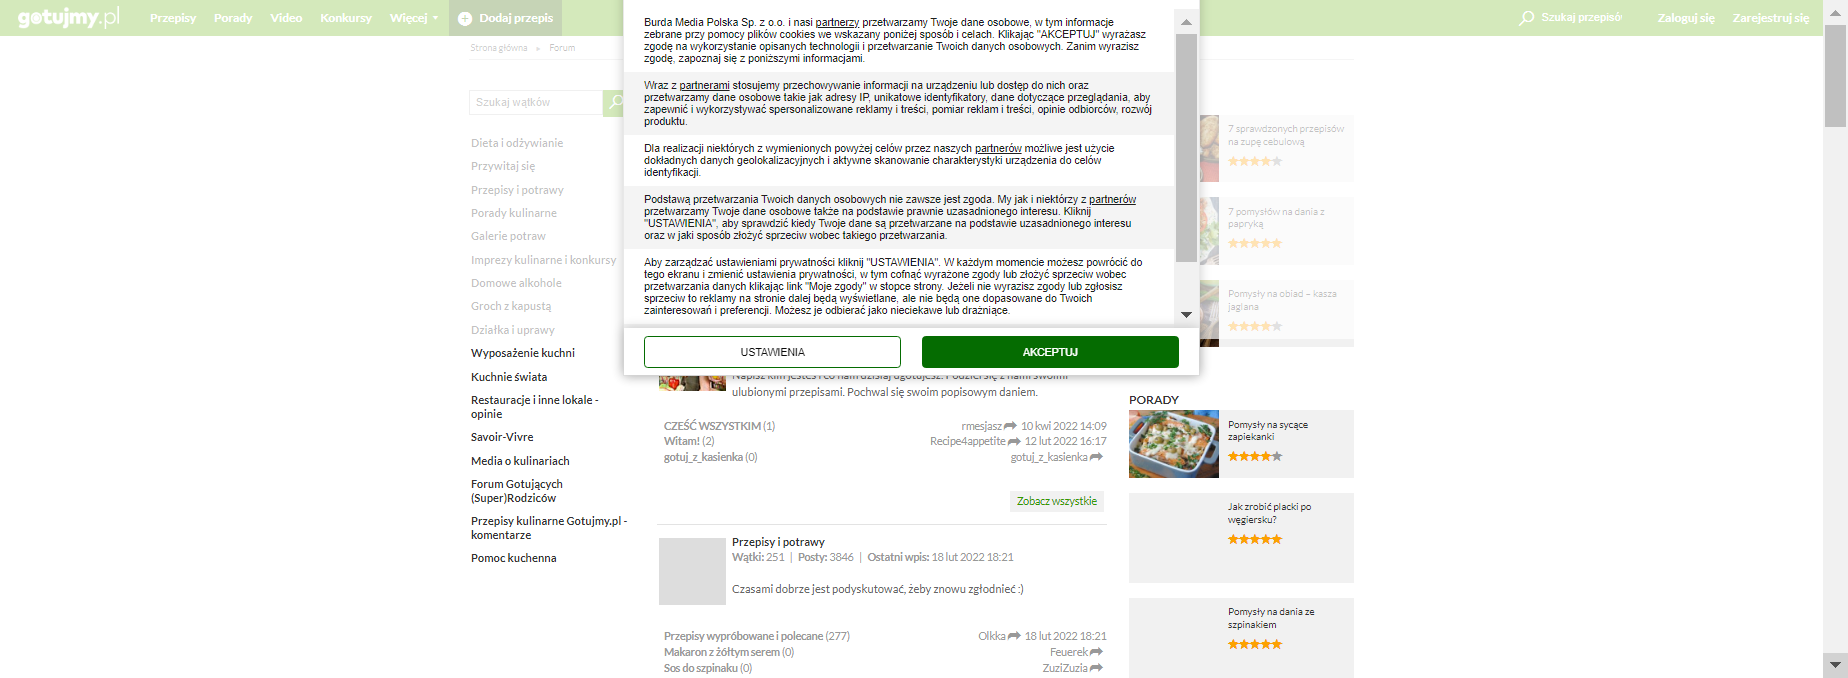 gotujmy.pl
Przepisy
Porady
Video
Konkursy
Więcej
Dodaj przepis
Szukaj przepisów
Zaloguj się
Zarejestruj się
Strona główna » Forum
Szukaj wątków
Dieta i odżywianie
Przywitaj się
Przepisy i potrawy
Porady kulinarne
Galerie potraw
Imprezy kulinarne i konkursy
Domowe alkohole
Groch z kapustą
Działka i uprawy
Wyposażenie kuchni
Kuchnie świata
Restauracje i inne lokale -
opinie
Savoir-Vivre
Media o kulinariach
Forum Gotujących
(Super)Rodziców
Przepisy kulinarne Gotujmy.pl -
komentarze
Pomoc kuchenna
Burda Media Polska Sp. z o.o. i nasi partnerzy przetwarzamy Twoje dane osobowe, w tym informacje
zebrane przy pomocy plików cookies we wskazany poniżej sposób i celach. Klikając "AKCEPTUJ" wyrażasz
zgodę na wykorzystanie opisanych technologii i przetwarzanie Twoich danych osobowych. Zanim wyrazisz
zgodę, zapoznaj się z poniższymi informacjami.
Wraz z partnerami stosujemy przechowywanie informacji na urządzeniu lub dostęp do nich oraz
przetwarzamy dane osobowe takie jak adresy IP, unikatowe identyfikatory, dane dotyczące przeglądania, aby
zapewnić i wykorzystywać spersonalizowane reklamy i treści, pomiar reklam i treści, opinie odbiorców, rozwój
produktu.
Dla realizacji niektórych z wymienionych powyżej celów przez naszych partnerów możliwe jest użycie
dokładnych danych geolokalizacyjnych i aktywne skanowanie charakterystyki urządzenia do celów
identyfikacji.
Podstawą przetwarzania Twoich danych osobowych nie zawsze jest zgoda. My jak i niektórzy z partnerów
przetwarzamy Twoje dane osobowe także na podstawie prawnie uzasadnionego interesu. Kliknij
"USTAWIENIA", aby sprawdzić kiedy Twoje dane są przetwarzane na podstawie uzasadnionego interesu
oraz w jaki sposób złożyć sprzeciw wobec takiego przetwarzania.
Aby zarządzać ustawieniami prywatności kliknij "USTAWIENIA". W każdym momencie możesz powrócić do
tego ekranu i zmienić ustawienia prywatności, w tym cofnąć wyrażone zgody lub złożyć sprzeciw wobec
przetwarzania danych klikając link "Moje zgody" w stopce strony. Jeżeli nie wyrazisz zgody lub zgłosisz
sprzeciw to reklamy na stronie dalej będą wyświetlane, ale nie będą one dopasowane do Twoich
zainteresowań i preferencji. Możesz je odbierać jako nieciekawe lub drażniące.
USTAWIENIA
AKCEPTUJ
Napisz kim jesteś i co nam dzisiaj ugotujesz. Podziel się z nami swoimi
ulubionymi przepisami. Pochwal się swoim popisowym daniem.
CZEŚĆ WSZYSTKIM (1) rmesjasz 10 kwi 2022 14:09
Witam! (2) Recipe4appetite 12 lut 2022 16:17
gotuj_z_kasienka (0) gotuj_z_kasienka
Zobacz wszystkie
Przepisy i potrawy
Wątki: 251 | Posty: 3846 | Ostatni wpis: 18 lut 2022 18:21
Czasami dobrze jest podyskutować, żeby znowu zgłodnieć :)
Przepisy wypróbowane i polecane (277) Olkka 18 lut 2022 18:21
Makaron z żółtym serem (0) Feuerek
Sos do szpinaku (0) ZuziZuzia
7 sprawdzonych przepisów
na zupę cebulową
7 pomysłów na dania z
papryką
Pomysły na obiad – kasza
jaglana
PORADY
Pomysły na sycące
zapiekanki
Jak zrobić placki po
węgiersku?
Pomysły na dania ze
szpinakiem